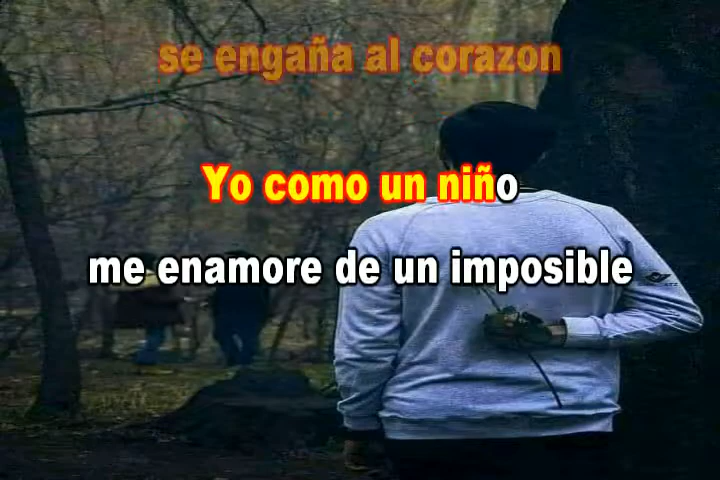 se engaña al corazon
Yo como un niño
me enamore de un imposible